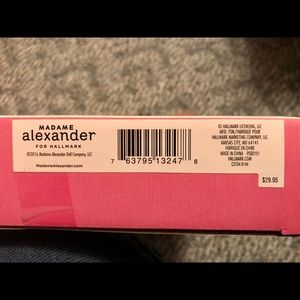 MADAME
alexander
FOR HALLMARK
©2016 Madame Alexander Doll Company, LLC
MadameAlexander.com
7 63795 13247 8
© HALLMARK LICENSING, LLC
MFD. FOR/FABRIQUÉ POUR
HALLMARK MARKETING COMPANY, LLC
KANSAS CITY, MO 64141
FABRIQUÉ EN CHINE
MADE IN CHINA
HALLMARK.COM
$29.95